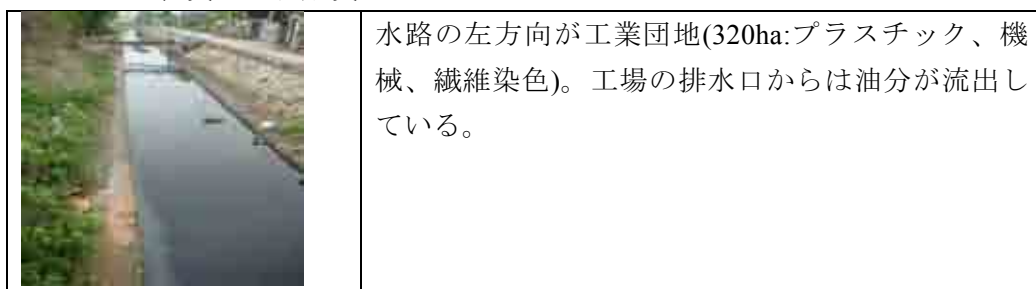 水路の左方向が工業団地(320ha:プラスチック、機
械、繊維染色)。工場の排水口からは油分が流出し
ている。